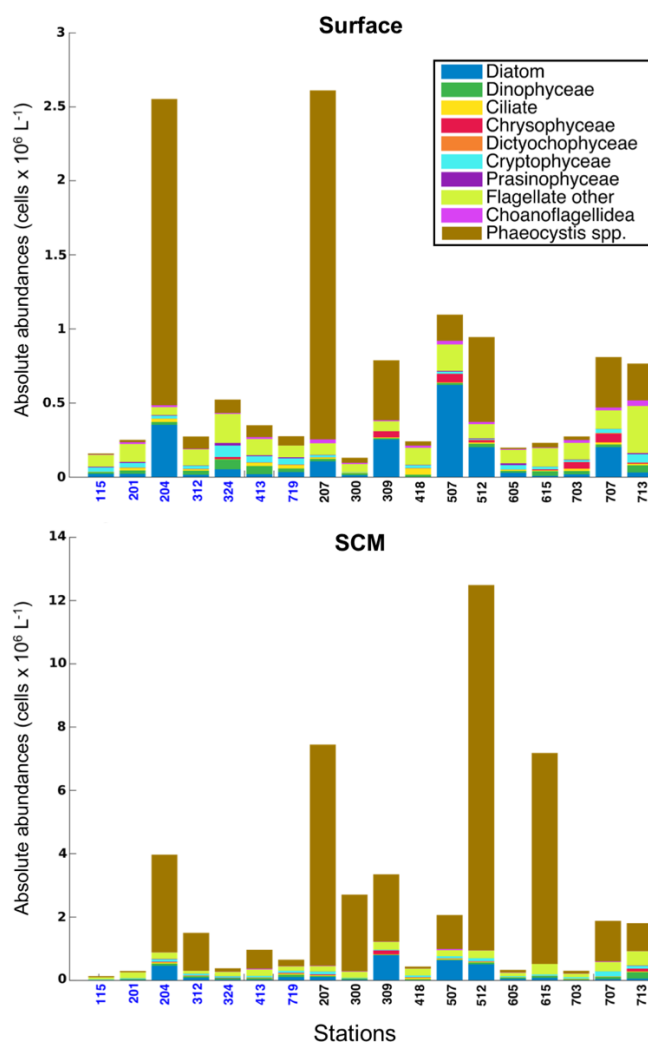 Surface
3
2.5
2
1.5
1
0.5
0
Absolute abundances (cells x 10⁶ L⁻¹)
Diatom
Dinophyceae
Ciliate
Chrysophyceae
Dictyochophyceae
Cryptophyceae
Prasinophyceae
Flagellate other
Choanoflagellidea
Phaeocystis spp.
115 201 204 312 324 413 719 207 300 309 418 507 512 605 615 703 707 713
SCM
14
12
10
8
6
4
2
0
Absolute abundances (cells x 10⁶ L⁻¹)
115 201 204 312 324 413 719 207 300 309 418 507 512 605 615 703 707 713
Stations